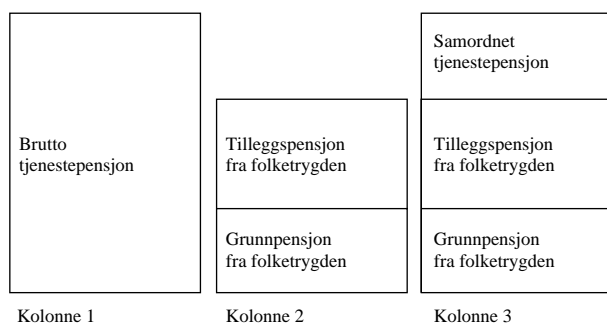 Brutto
tjenestepensjon
Kolonne 1
Tilleggspensjon
fra folketrygden
Grunnpensjon
fra folketrygden
Kolonne 2
Samordnet
tjenestepensjon
Tilleggspensjon
fra folketrygden
Grunnpensjon
fra folketrygden
Kolonne 3